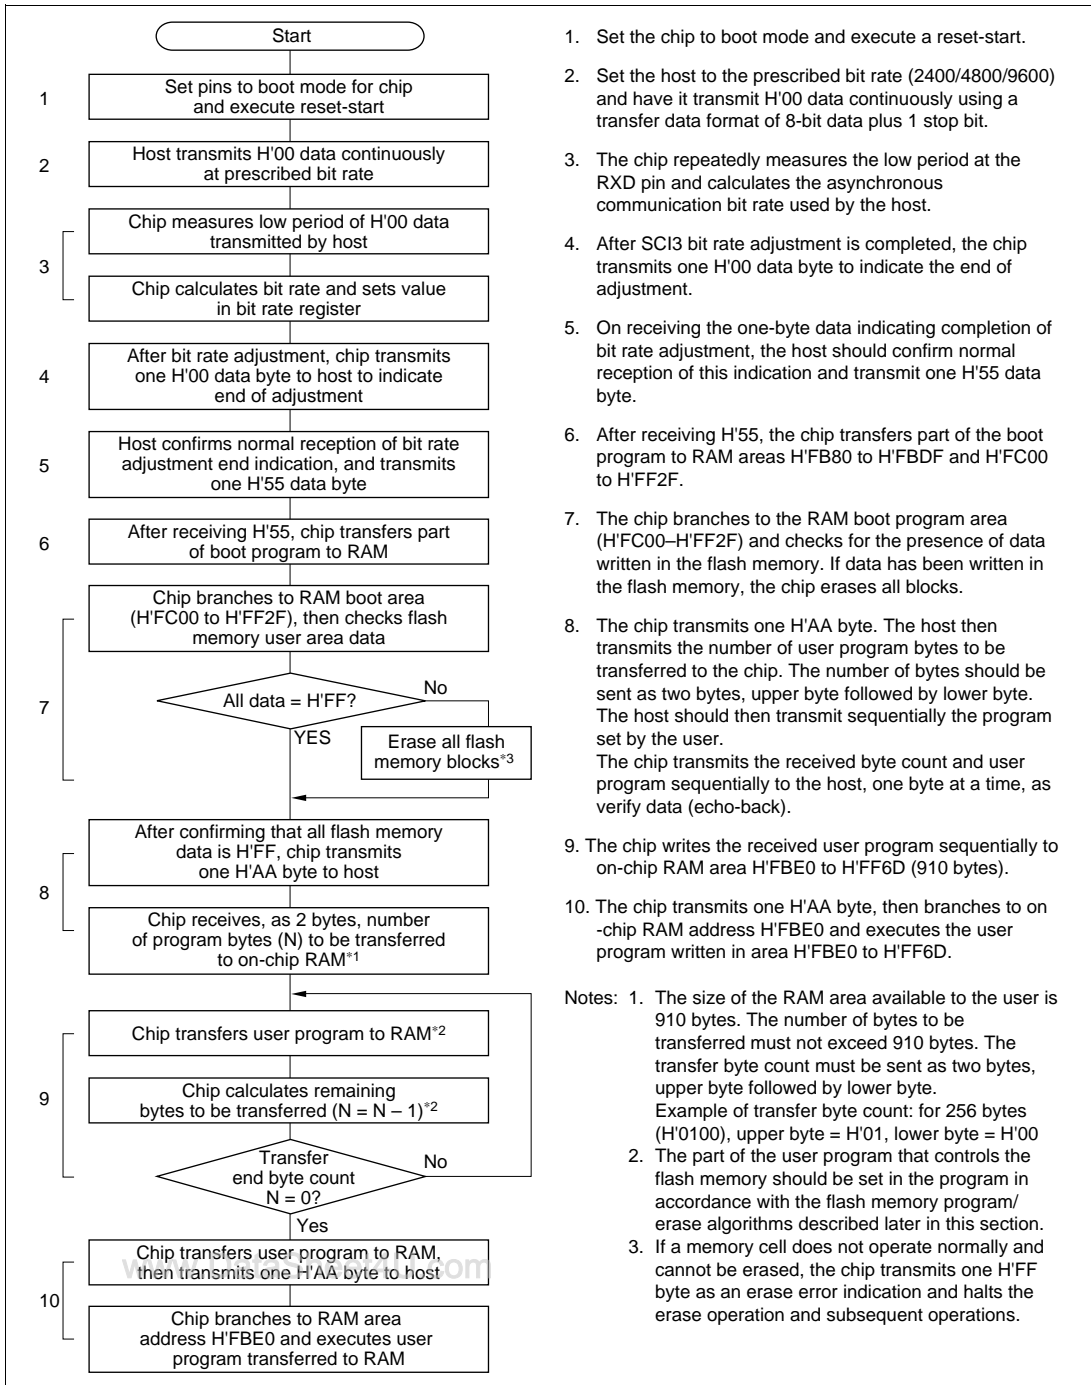 Start
1
Set pins to boot mode for chip
and execute reset-start
2
Host transmits H'00 data continuously
at prescribed bit rate
3
Chip measures low period of H'00 data
transmitted by host
Chip calculates bit rate and sets value
in bit rate register
4
After bit rate adjustment, chip transmits
one H'00 data byte to host to indicate
end of adjustment
5
Host confirms normal reception of bit rate
adjustment end indication, and transmits
one H'55 data byte
6
After receiving H'55, chip transfers part
of boot program to RAM
7
Chip branches to RAM boot area
(H'FC00 to H'FF2F), then checks flash
memory user area data
All data = H'FF?
No
YES
Erase all flash
memory blocks*3
8
After confirming that all flash memory
data is H'FF, chip transmits
one H'AA byte to host
Chip receives, as 2 bytes, number
of program bytes (N) to be transferred
to on-chip RAM*1
9
Chip transfers user program to RAM*2
Chip calculates remaining
bytes to be transferred (N = N – 1)*2
Transfer
end byte count
N = 0?
No
Yes
10
Chip transfers user program to RAM,
then transmits one H'AA byte to host
www.DataSheet4U.com
Chip branches to RAM area
address H'FBE0 and executes user
program transferred to RAM
1. Set the chip to boot mode and execute a reset-start.
2. Set the host to the prescribed bit rate (2400/4800/9600)
and have it transmit H'00 data continuously using a
transfer data format of 8-bit data plus 1 stop bit.
3. The chip repeatedly measures the low period at the
RXD pin and calculates the asynchronous
communication bit rate used by the host.
4. After SCI3 bit rate adjustment is completed, the chip
transmits one H'00 data byte to indicate the end of
adjustment.
5. On receiving the one-byte data indicating completion of
bit rate adjustment, the host should confirm normal
reception of this indication and transmit one H'55 data
byte.
6. After receiving H'55, the chip transfers part of the boot
program to RAM areas H'FB80 to H'FBDF and H'FC00
to H'FF2F.
7. The chip branches to the RAM boot program area
(H'FC00–H'FF2F) and checks for the presence of data
written in the flash memory. If data has been written in
the flash memory, the chip erases all blocks.
8. The chip transmits one H'AA byte. The host then
transmits the number of user program bytes to be
transferred to the chip. The number of bytes should be
sent as two bytes, upper byte followed by lower byte.
The host should then transmit sequentially the program
set by the user.
The chip transmits the received byte count and user
program sequentially to the host, one byte at a time, as
verify data (echo-back).
9. The chip writes the received user program sequentially to
on-chip RAM area H'FBE0 to H'FF6D (910 bytes).
10. The chip transmits one H'AA byte, then branches to on
-chip RAM address H'FBE0 and executes the user
program written in area H'FBE0 to H'FF6D.
Notes: 1. The size of the RAM area available to the user is
910 bytes. The number of bytes to be
transferred must not exceed 910 bytes. The
transfer byte count must be sent as two bytes,
upper byte followed by lower byte.
Example of transfer byte count: for 256 bytes
(H'0100), upper byte = H'01, lower byte = H'00
2. The part of the user program that controls the
flash memory should be set in the program in
accordance with the flash memory program/
erase algorithms described later in this section.
3. If a memory cell does not operate normally and
cannot be erased, the chip transmits one H'FF
byte as an erase error indication and halts the
erase operation and subsequent operations.